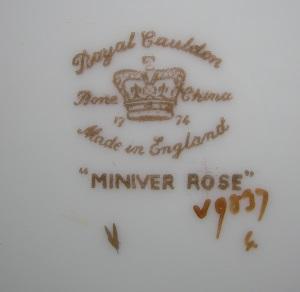 Royal Cauldon
Bone China
17 74
Made in England
"MINIVER ROSE"
V9837